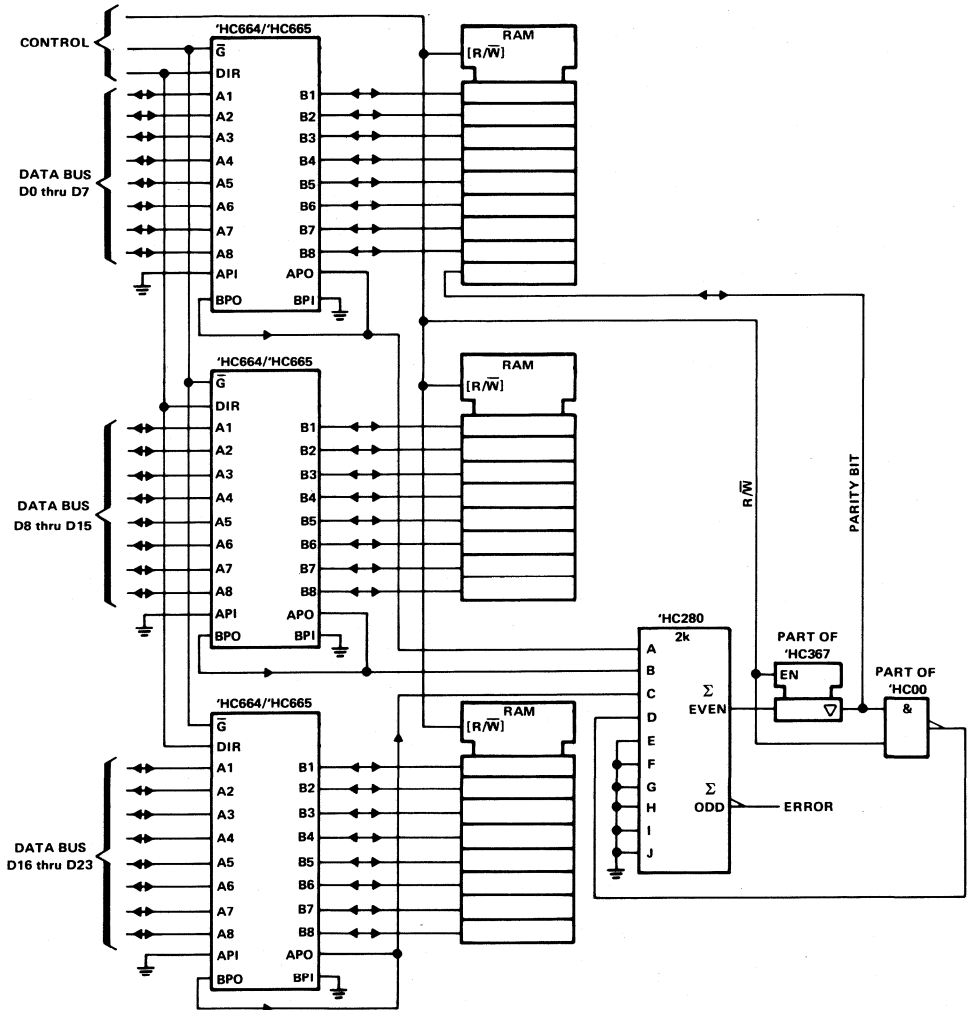 CONTROL
'HC664/'HC665
G̅
DIR
A1
A2
A3
A4
A5
A6
A7
A8
API
BPO
B1
B2
B3
B4
B5
B6
B7
B8
APO
BPI
DATA BUS
D0 thru D7
RAM
[R/W̅]
'HC664/'HC665
G̅
DIR
A1
A2
A3
A4
A5
A6
A7
A8
API
BPO
B1
B2
B3
B4
B5
B6
B7
B8
APO
BPI
DATA BUS
D8 thru D15
RAM
[R/W̅]
R/W̅
PARITY BIT
'HC664/'HC665
G̅
DIR
A1
A2
A3
A4
A5
A6
A7
A8
API
BPO
B1
B2
B3
B4
B5
B6
B7
B8
APO
BPI
DATA BUS
D16 thru D23
RAM
[R/W̅]
'HC280
2k
A
B
C
D
E
F
G
H
I
J
Σ
EVEN
Σ
ODD
ERROR
PART OF
'HC367
EN
▽
PART OF
'HC00
&